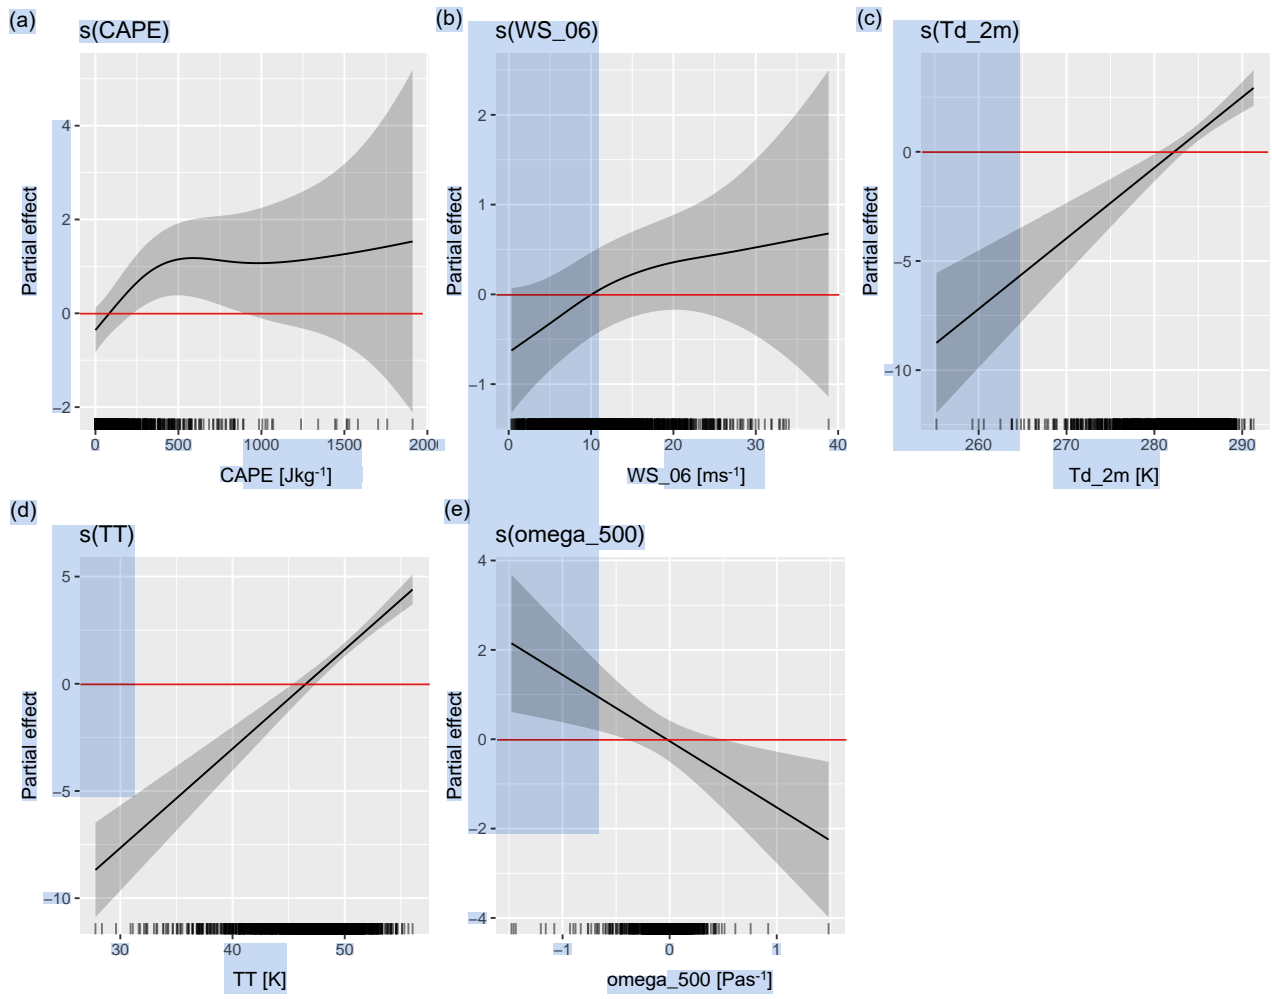 (a)
s(CAPE)
Partial effect
4
2
0
−2
0 500 1000 1500 200
CAPE [Jkg⁻¹]
(b)
s(WS_06)
Partial effect
2
1
0
−1
0 10 20 30 40
WS_06 [ms⁻¹]
(c)
s(Td_2m)
Partial effect
0
−5
−10
260 270 280 290
Td_2m [K]
(d)
s(TT)
Partial effect
5
0
−5
−10
30 40 50
TT [K]
(e)
s(omega_500)
Partial effect
4
2
0
−2
−4
−1 0 1
omega_500 [Pas⁻¹]